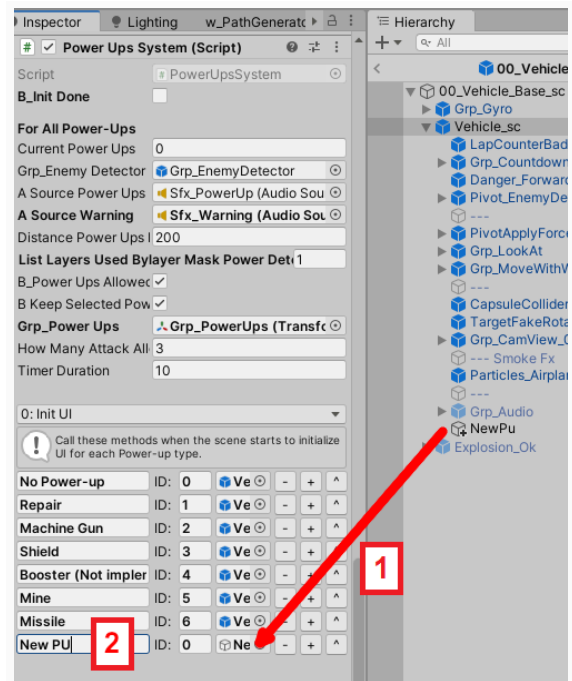 Inspector
Lighting
w_PathGenerato
Hierarchy
# Power Ups System (Script)
All
Script
# PowerUpsSystem
00_Vehicle
B_Init Done
00_Vehicle_Base_sc
Grp_Gyro
For All Power-Ups
Vehicle_sc
Current Power Ups 0
LapCounterBad
Grp_Enemy Detector Grp_EnemyDetector
Grp_Countdown
A Source Power Ups Sfx_PowerUp (Audio Sou
Danger_Forward
A Source Warning Sfx_Warning (Audio Sou
Pivot_EnemyDe
Distance Power Ups I 200
---
List Layers Used Bylayer Mask Power Dete 1
PivotApplyForce
B_Power Ups Allowed
Grp_LookAt
B Keep Selected Pow
Grp_MoveWithW
---
Grp_Power Ups Grp_PowerUps (Transfo
CapsuleCollider
How Many Attack All 3
TargetFakeRota
Timer Duration 10
Grp_CamView_0
--- Smoke Fx
Particles_Airplan
---
0: Init UI
Grp_Audio
NewPu
! Call these methods when the scene starts to initialize
UI for each Power-up type.
Explosion_Ok
No Power-up ID: 0 Ve - + ^
Repair ID: 1 Ve - + ^
Machine Gun ID: 2 Ve - + ^
Shield ID: 3 Ve - +
Booster (Not impler ID: 4 Ve - + ^
1
Mine ID: 5 Ve - + ^
Missile ID: 6 Ve - + ^
New PU 2 ID: 0 Ne - + ^